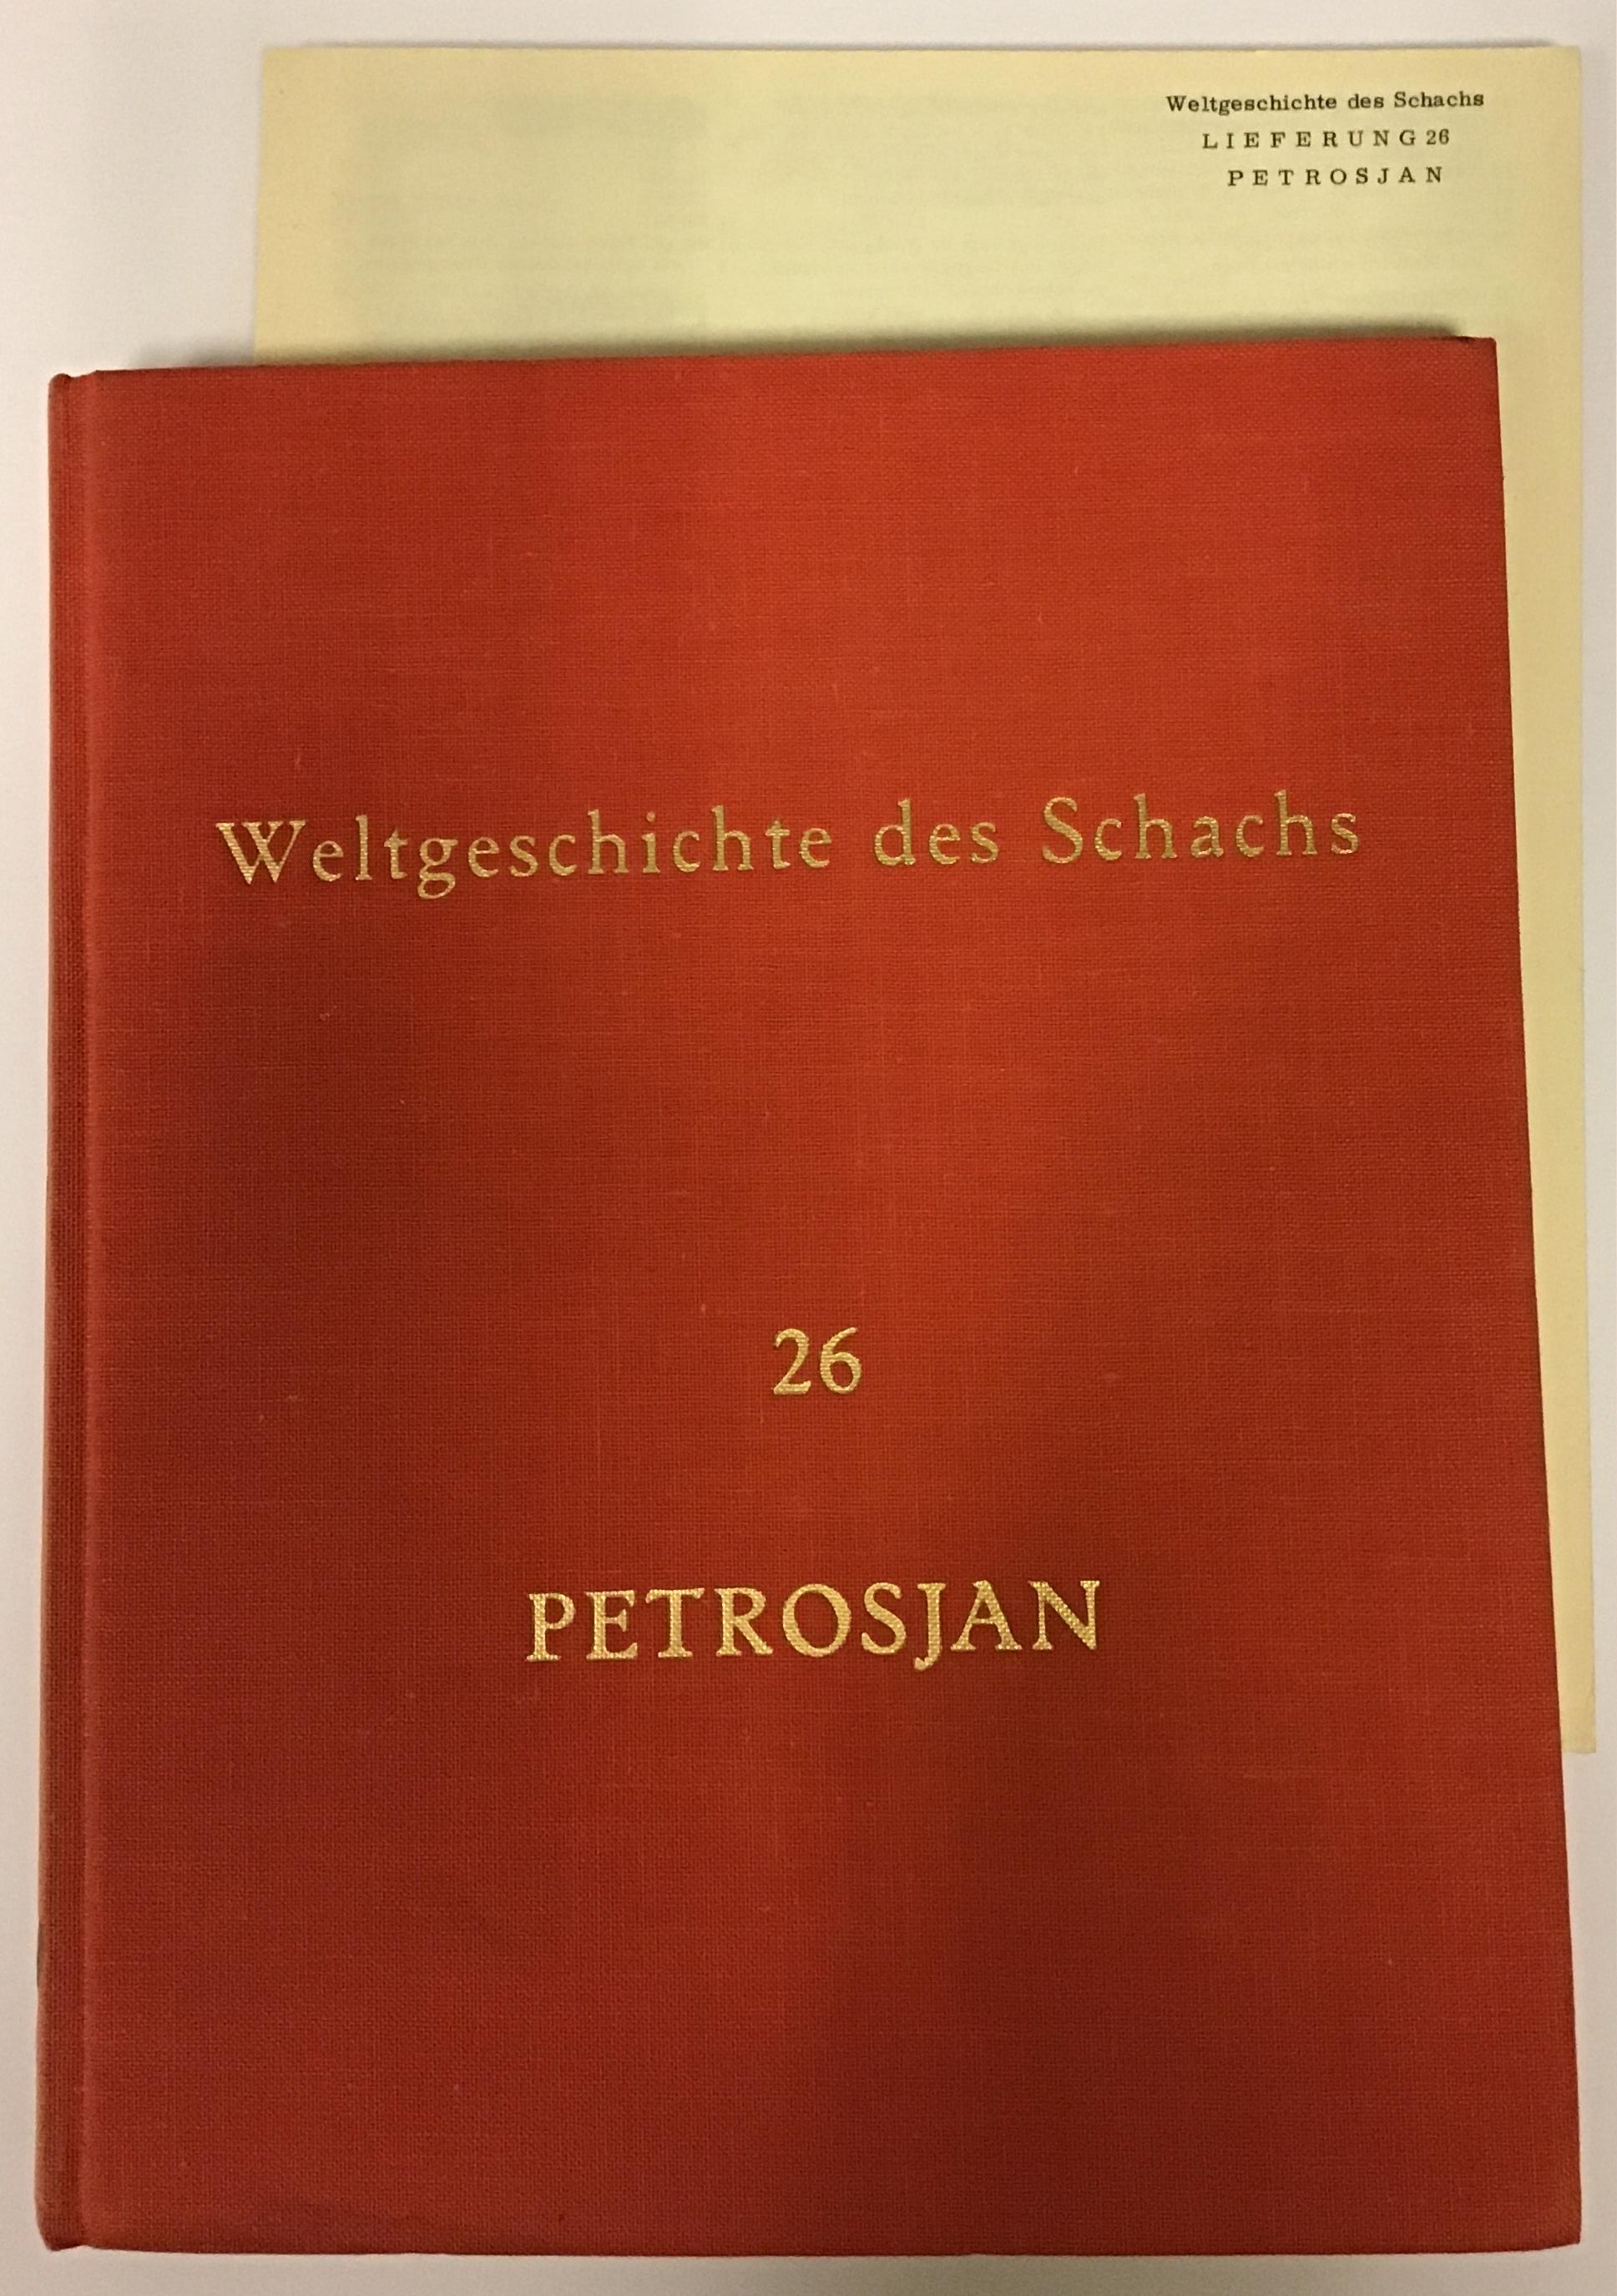 Weltgeschichte des Schachs
LIEFERUNG 26
PETROSJAN
Weltgeschichte des Schachs
26
PETROSJAN